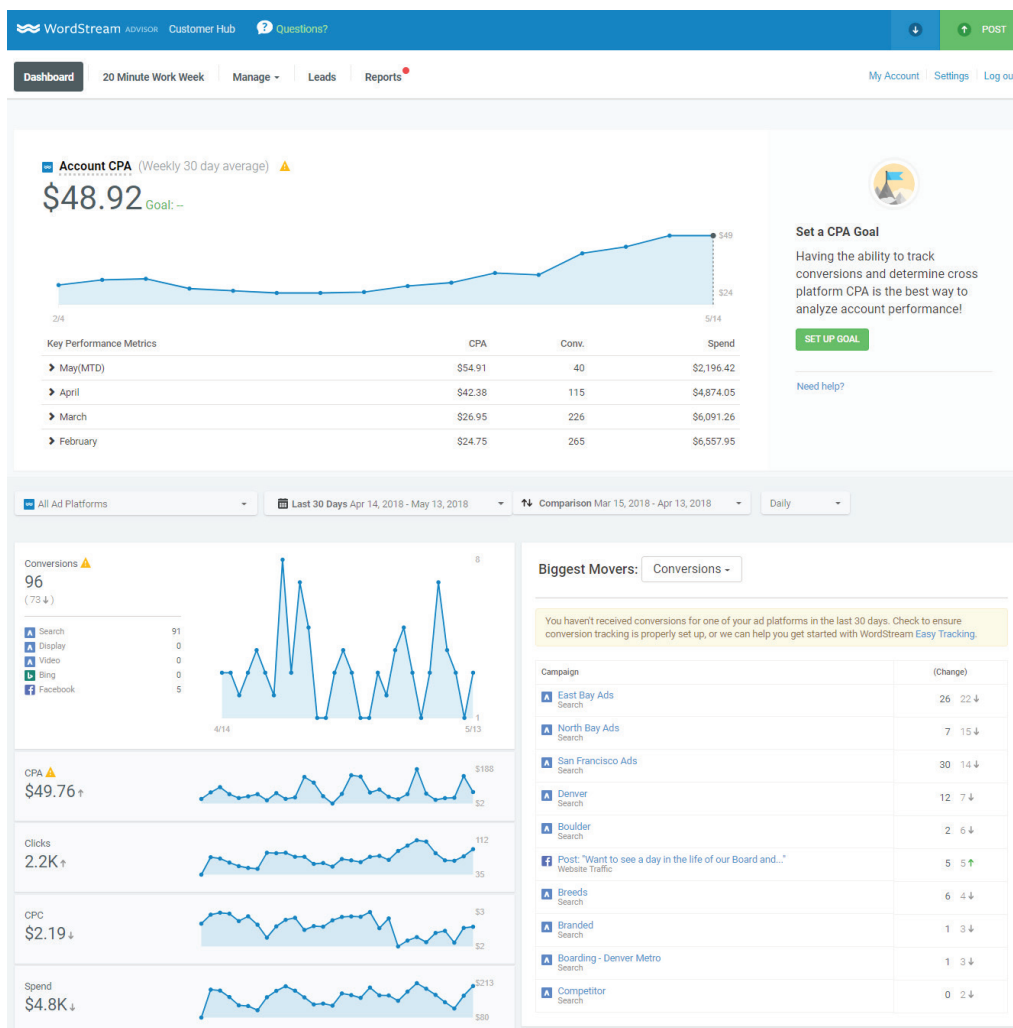 WordStream ADVISOR Customer Hub ? Questions? POST
Dashboard 20 Minute Work Week Manage Leads Reports My Account Settings Log ou
Account CPA (Weekly 30 day average)
$48.92 Goal: --
$49
$24
2/4 5/14
Key Performance Metrics CPA Conv. Spend
May(MTD) $54.91 40 $2,196.42
April $42.38 115 $4,874.05
March $26.95 226 $6,091.26
February $24.75 265 $6,557.95
Set a CPA Goal
Having the ability to track
conversions and determine cross
platform CPA is the best way to
analyze account performance!
SET UP GOAL
Need help?
All Ad Platforms Last 30 Days Apr 14, 2018 - May 13, 2018 Comparison Mar 15, 2018 - Apr 13, 2018 Daily
Conversions
96
(73↓)
Search 91
Display 0
Video 0
Bing 0
Facebook 5
8
1
4/14 5/13
CPA
$49.76↑
$188
$2
Clicks
2.2K↑
112
35
CPC
$2.19↓
$3
$2
Spend
$4.8K↓
$213
$80
Biggest Movers: Conversions
You haven't received conversions for one of your ad platforms in the last 30 days. Check to ensure
conversion tracking is properly set up, or we can help you get started with WordStream Easy Tracking.
Campaign (Change)
East Bay Ads 26 22↓
Search
North Bay Ads 7 15↓
Search
San Francisco Ads 30 14↓
Search
Denver 12 7↓
Search
Boulder 2 6↓
Search
Post: "Want to see a day in the life of our Board and..." 5 5↑
Website Traffic
Breeds 6 4↓
Search
Branded 1 3↓
Search
Boarding - Denver Metro 1 3↓
Search
Competitor 0 2↓
Search